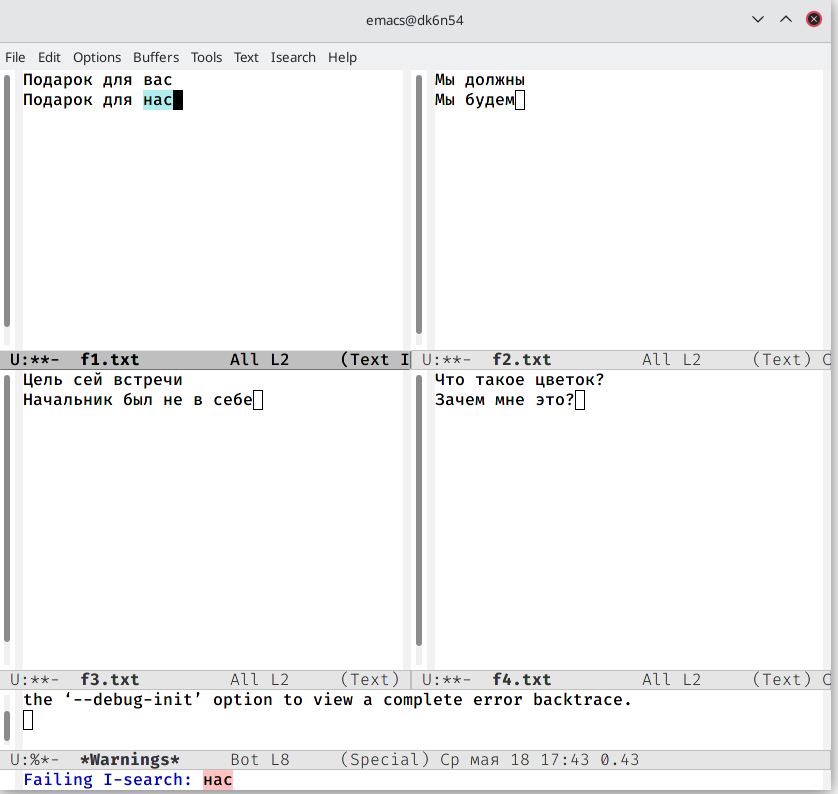 emacs@dk6n54
File Edit Options Buffers Tools Text Isearch Help
Подарок для вас
Подарок для нас
U:**- f1.txt All L2 (Text I
Мы должны
Мы будем
U:**- f2.txt All L2 (Text) C
Цель сей встречи
Начальник был не в себе
U:**- f3.txt All L2 (Text)
Что такое цветок?
Зачем мне это?
U:**- f4.txt All L2 (Text) C
the ‘--debug-init’ option to view a complete error backtrace.
U:%*- *Warnings* Bot L8 (Special) Ср мая 18 17:43 0.43
Failing I-search: нас